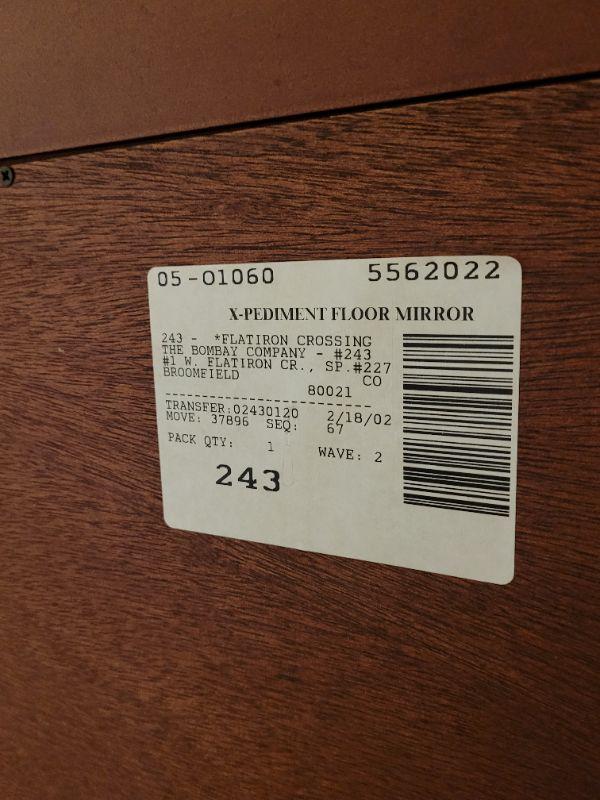 05-01060 5562022
X-PEDIMENT FLOOR MIRROR
243 - *FLATIRON CROSSING
THE BOMBAY COMPANY - #243
#1 W. FLATIRON CR., SP.#227
BROOMFIELD CO
80021
TRANSFER:02430120 2/18/02
MOVE: 37896 SEQ: 67
PACK QTY: 1 WAVE: 2
243